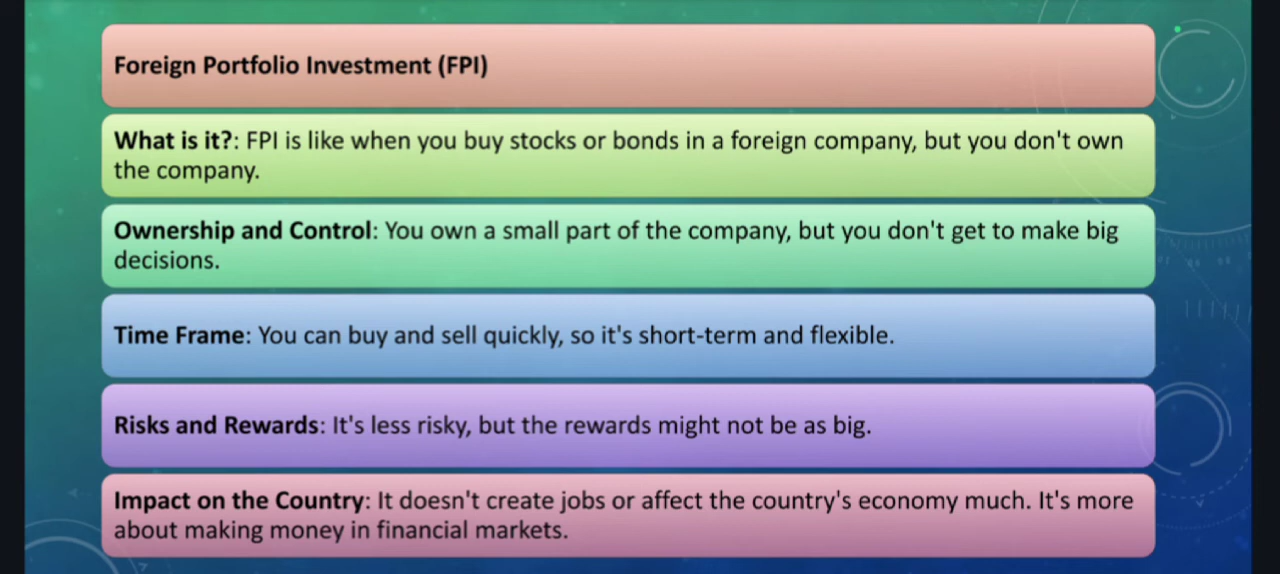 Foreign Portfolio Investment (FPI)
What is it?: FPI is like when you buy stocks or bonds in a foreign company, but you don't own
the company.
Ownership and Control: You own a small part of the company, but you don't get to make big
decisions.
Time Frame: You can buy and sell quickly, so it's short-term and flexible.
Risks and Rewards: It's less risky, but the rewards might not be as big.
Impact on the Country: It doesn't create jobs or affect the country's economy much. It's more
about making money in financial markets.